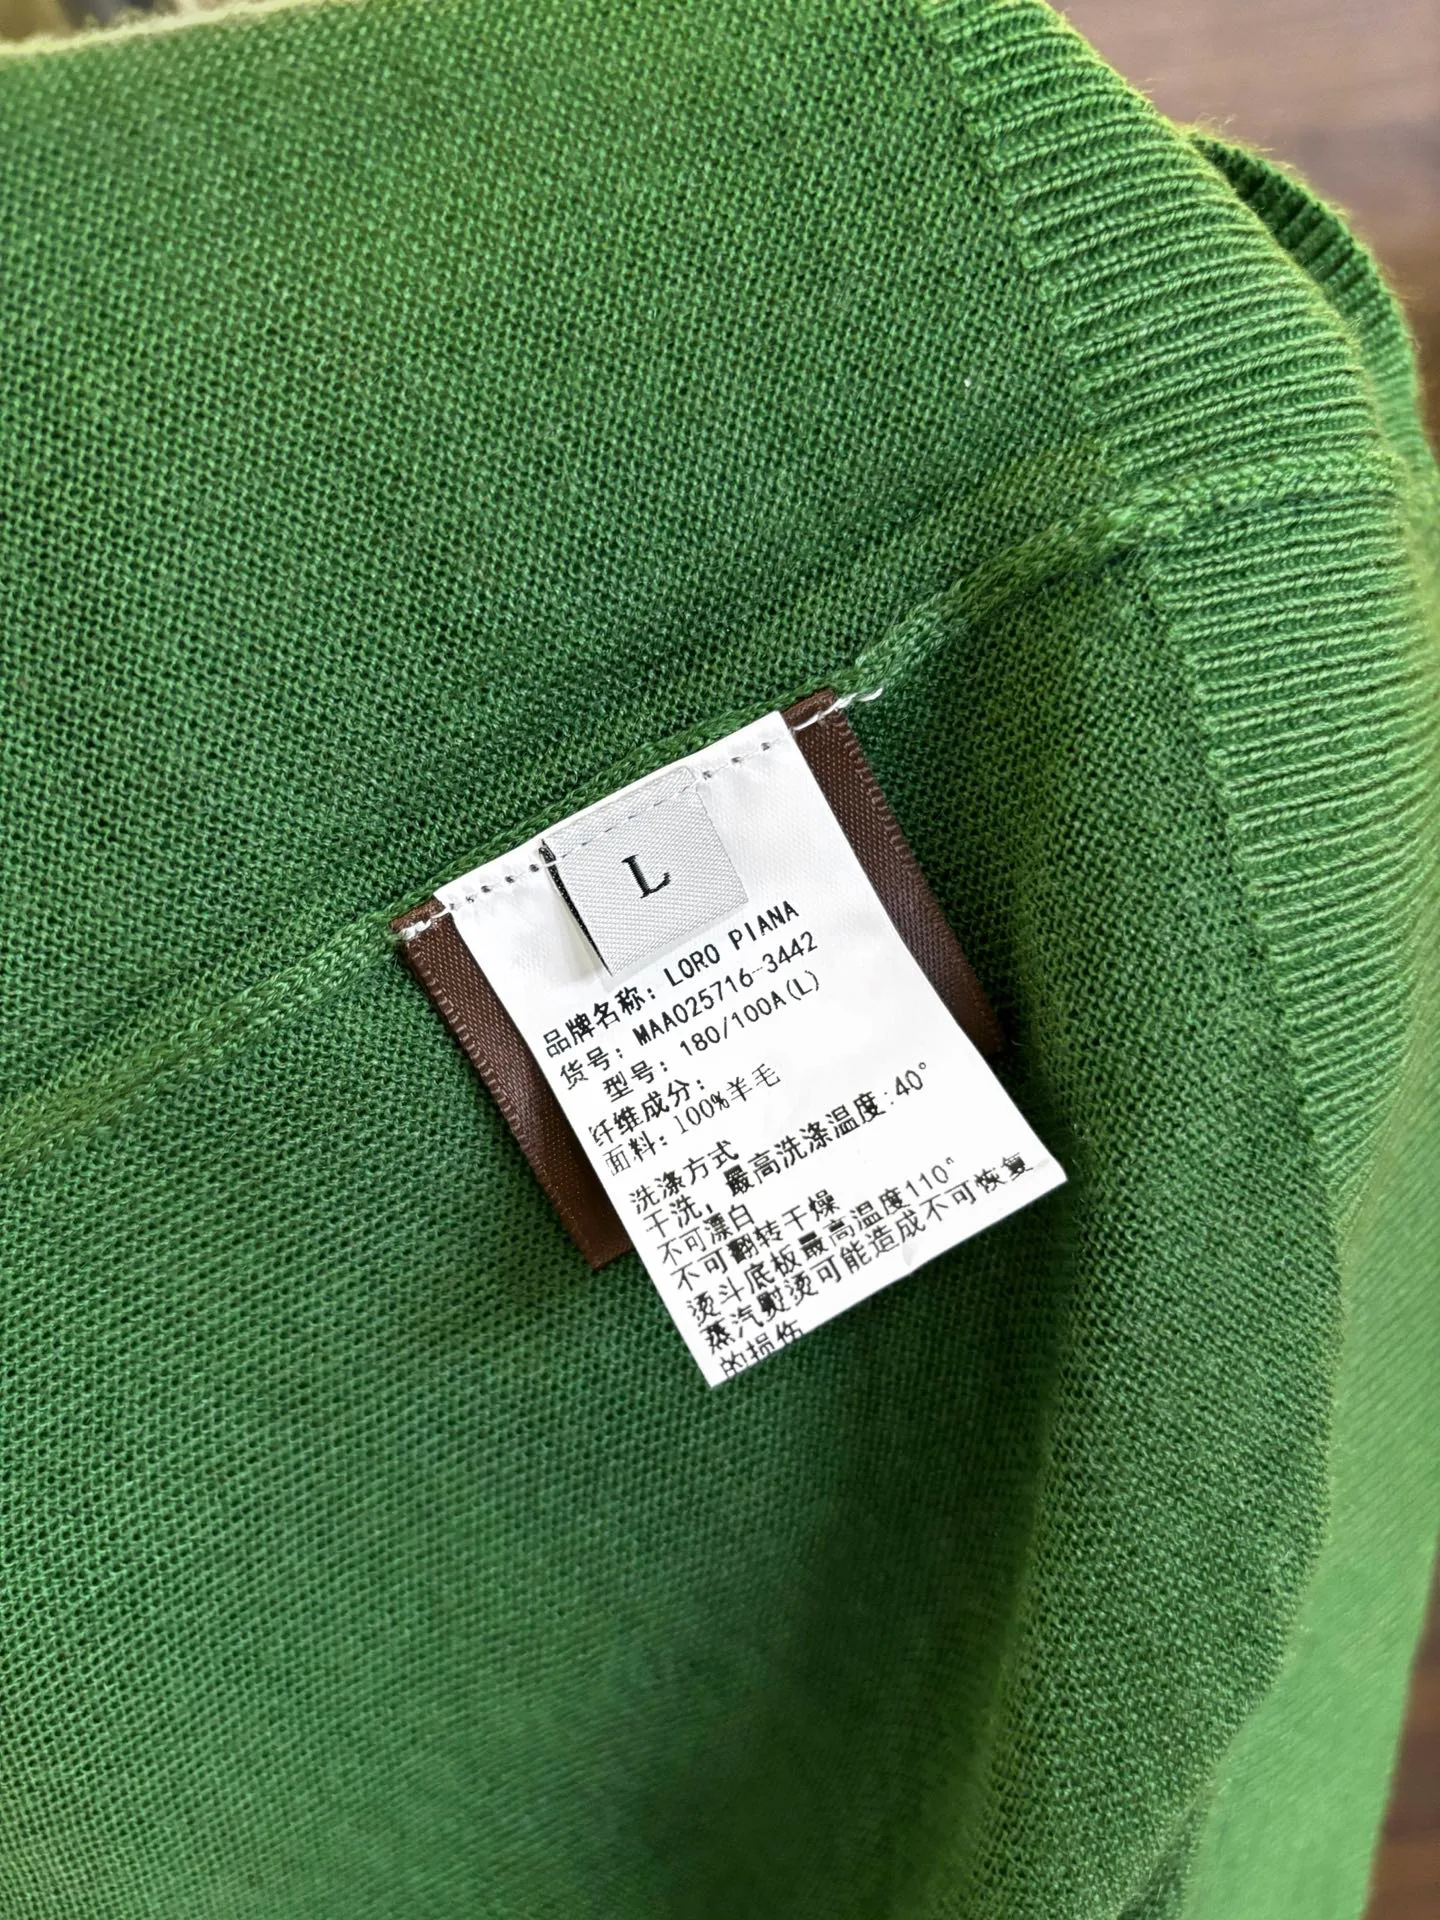 L
品牌名称: LORO PIANA
货号: MAA025716-3442
型号: 180/100A(L)
纤维成分:
面料: 100%羊毛
洗涤方式
干洗, 最高洗涤温度:40°
不可漂白
不可翻转干燥
烫斗底板最高温度110°
蒸汽熨烫可能造成不可恢复
的损伤